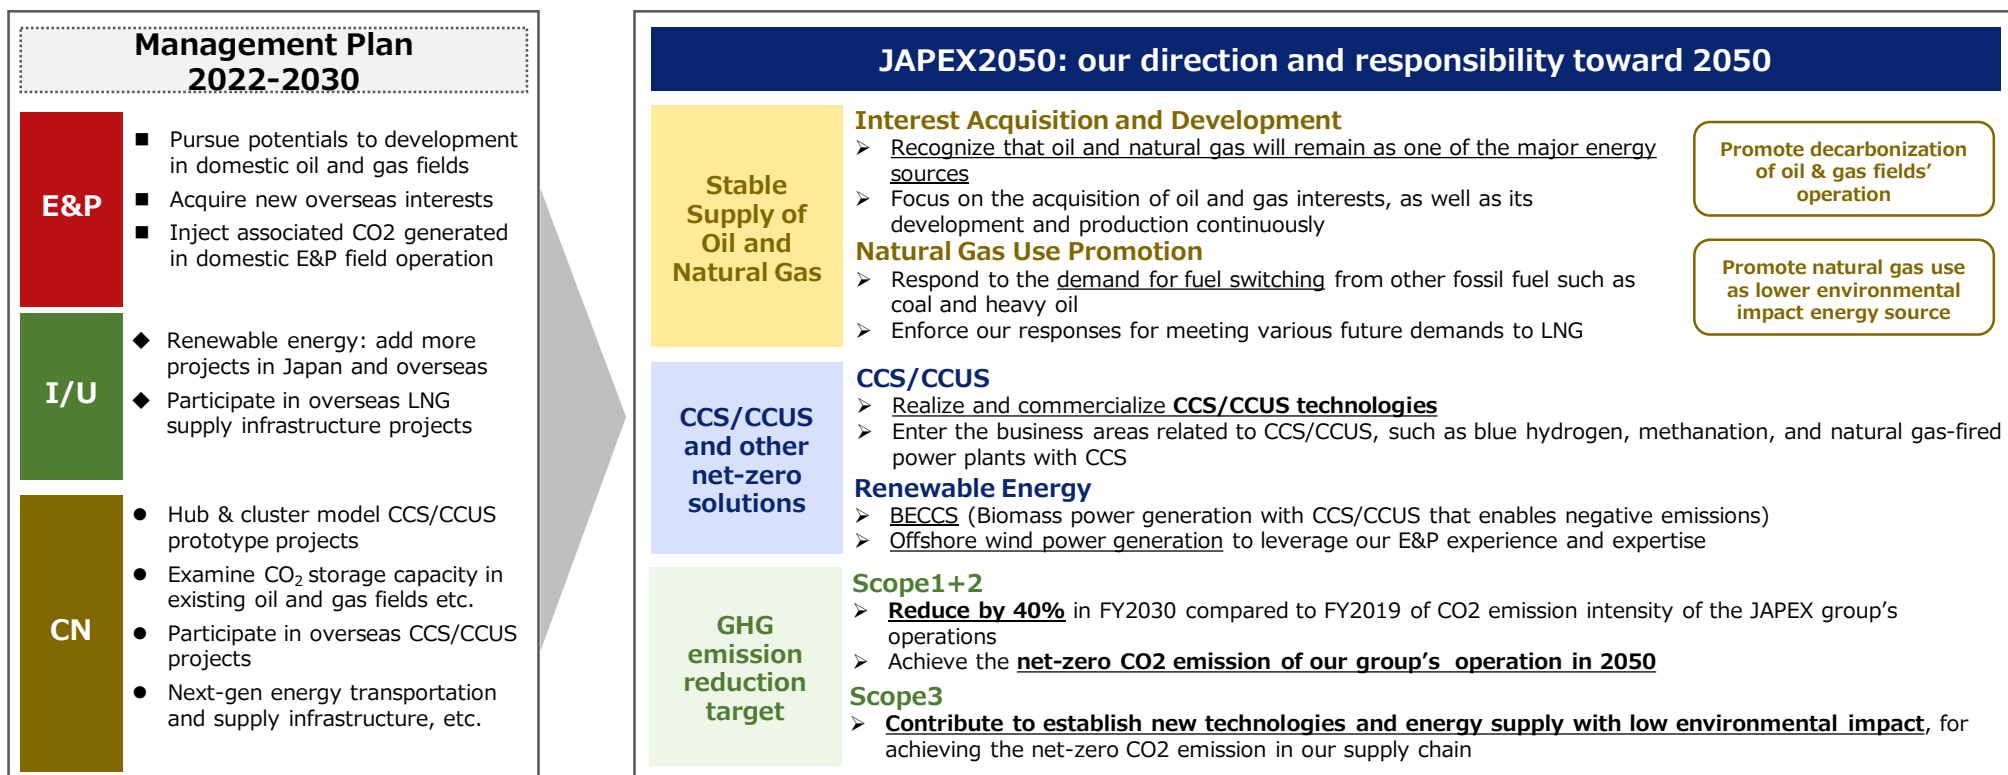 Management Plan
2022-2030
E&P
■ Pursue potentials to development
in domestic oil and gas fields
■ Acquire new overseas interests
■ Inject associated CO2 generated
in domestic E&P field operation
I/U
◆ Renewable energy: add more
projects in Japan and overseas
◆ Participate in overseas LNG
supply infrastructure projects
CN
● Hub & cluster model CCS/CCUS
prototype projects
● Examine CO₂ storage capacity in
existing oil and gas fields etc.
● Participate in overseas CCS/CCUS
projects
● Next-gen energy transportation
and supply infrastructure, etc.
JAPEX2050: our direction and responsibility toward 2050
Stable
Supply of
Oil and
Natural Gas
Interest Acquisition and Development
➢ Recognize that oil and natural gas will remain as one of the major energy
sources
➢ Focus on the acquisition of oil and gas interests, as well as its
development and production continuously
Natural Gas Use Promotion
➢ Respond to the demand for fuel switching from other fossil fuel such as
coal and heavy oil
➢ Enforce our responses for meeting various future demands to LNG
Promote decarbonization
of oil & gas fields’
operation
Promote natural gas use
as lower environmental
impact energy source
CCS/CCUS
and other
net-zero
solutions
CCS/CCUS
➢ Realize and commercialize CCS/CCUS technologies
➢ Enter the business areas related to CCS/CCUS, such as blue hydrogen, methanation, and natural gas-fired
power plants with CCS
Renewable Energy
➢ BECCS (Biomass power generation with CCS/CCUS that enables negative emissions)
➢ Offshore wind power generation to leverage our E&P experience and expertise
GHG
emission
reduction
target
Scope1+2
➢ Reduce by 40% in FY2030 compared to FY2019 of CO2 emission intensity of the JAPEX group’s
operations
➢ Achieve the net-zero CO2 emission of our group’s operation in 2050
Scope3
➢ Contribute to establish new technologies and energy supply with low environmental impact, for
achieving the net-zero CO2 emission in our supply chain